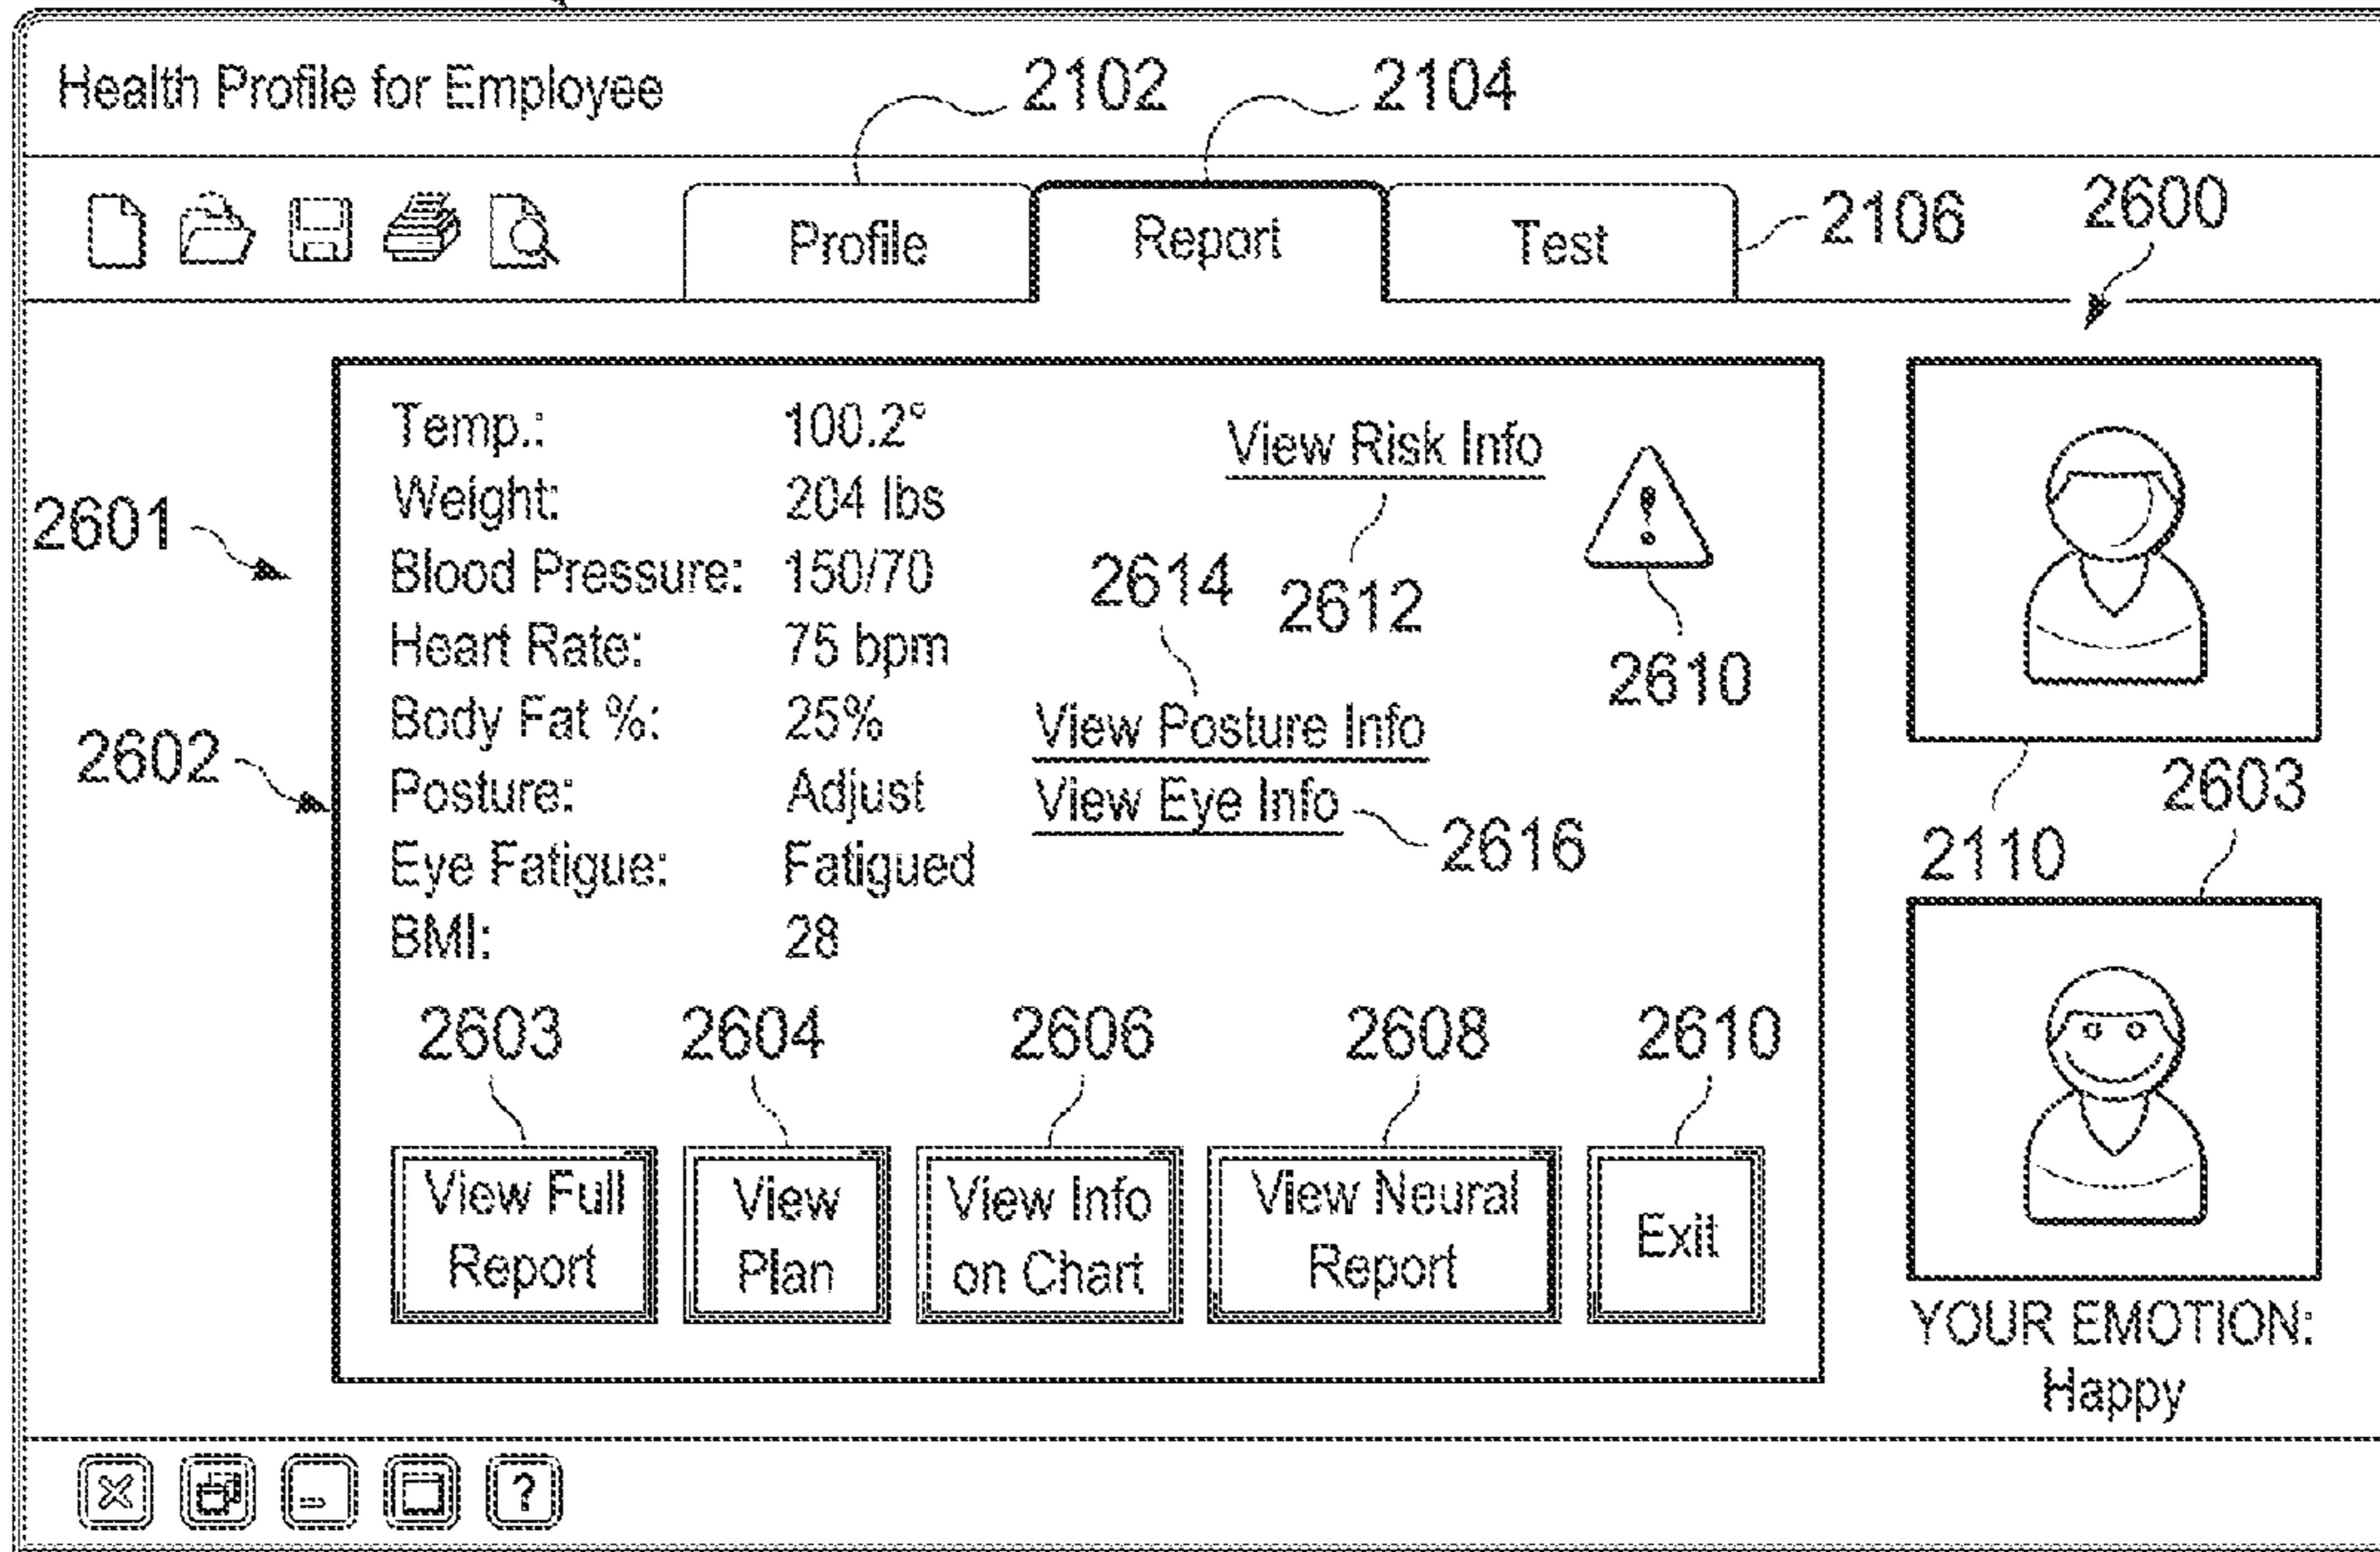 Health Profile for Employee
2102
2104
Profile
Report
Test
2106
2600
Temp.: 100.2°
View Risk Info
Weight: 204 lbs
2601
Blood Pressure: 150/70
2614
2612
Heart Rate: 75 bpm
2610
Body Fat %: 25%
View Posture Info
2602
Posture: Adjust
View Eye Info
2603
2616
2110
Eye Fatigue: Fatigued
BMI: 28
2603
2604
2606
2608
2610
View Full
Report
View
Plan
View Info
on Chart
View Neural
Report
Exit
YOUR EMOTION:
Happy
?